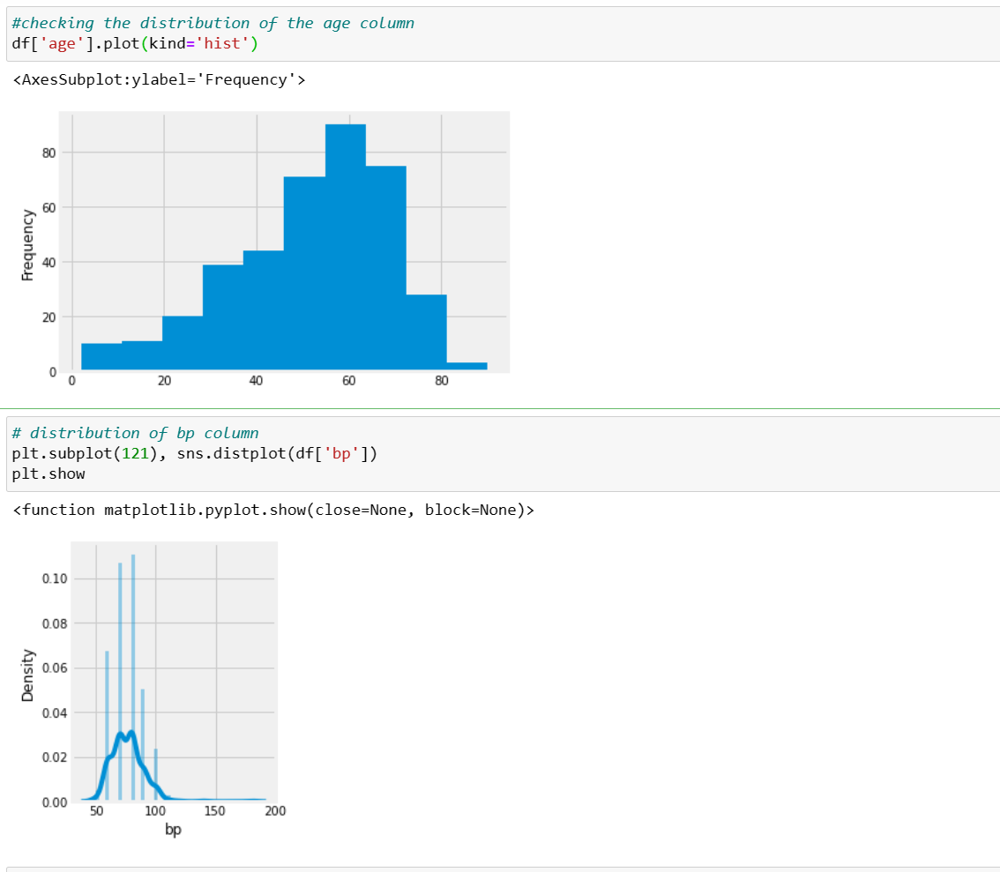 #checking the distribution of the age column
df['age'].plot(kind='hist')
<AxesSubplot:ylabel='Frequency'>
80
60
40
20
0
Frequency
0 20 40 60 80
# distribution of bp column
plt.subplot(121), sns.distplot(df['bp'])
plt.show
<function matplotlib.pyplot.show(close=None, block=None)>
0.10
0.08
0.06
0.04
0.02
0.00
Density
50 100 150 200
bp